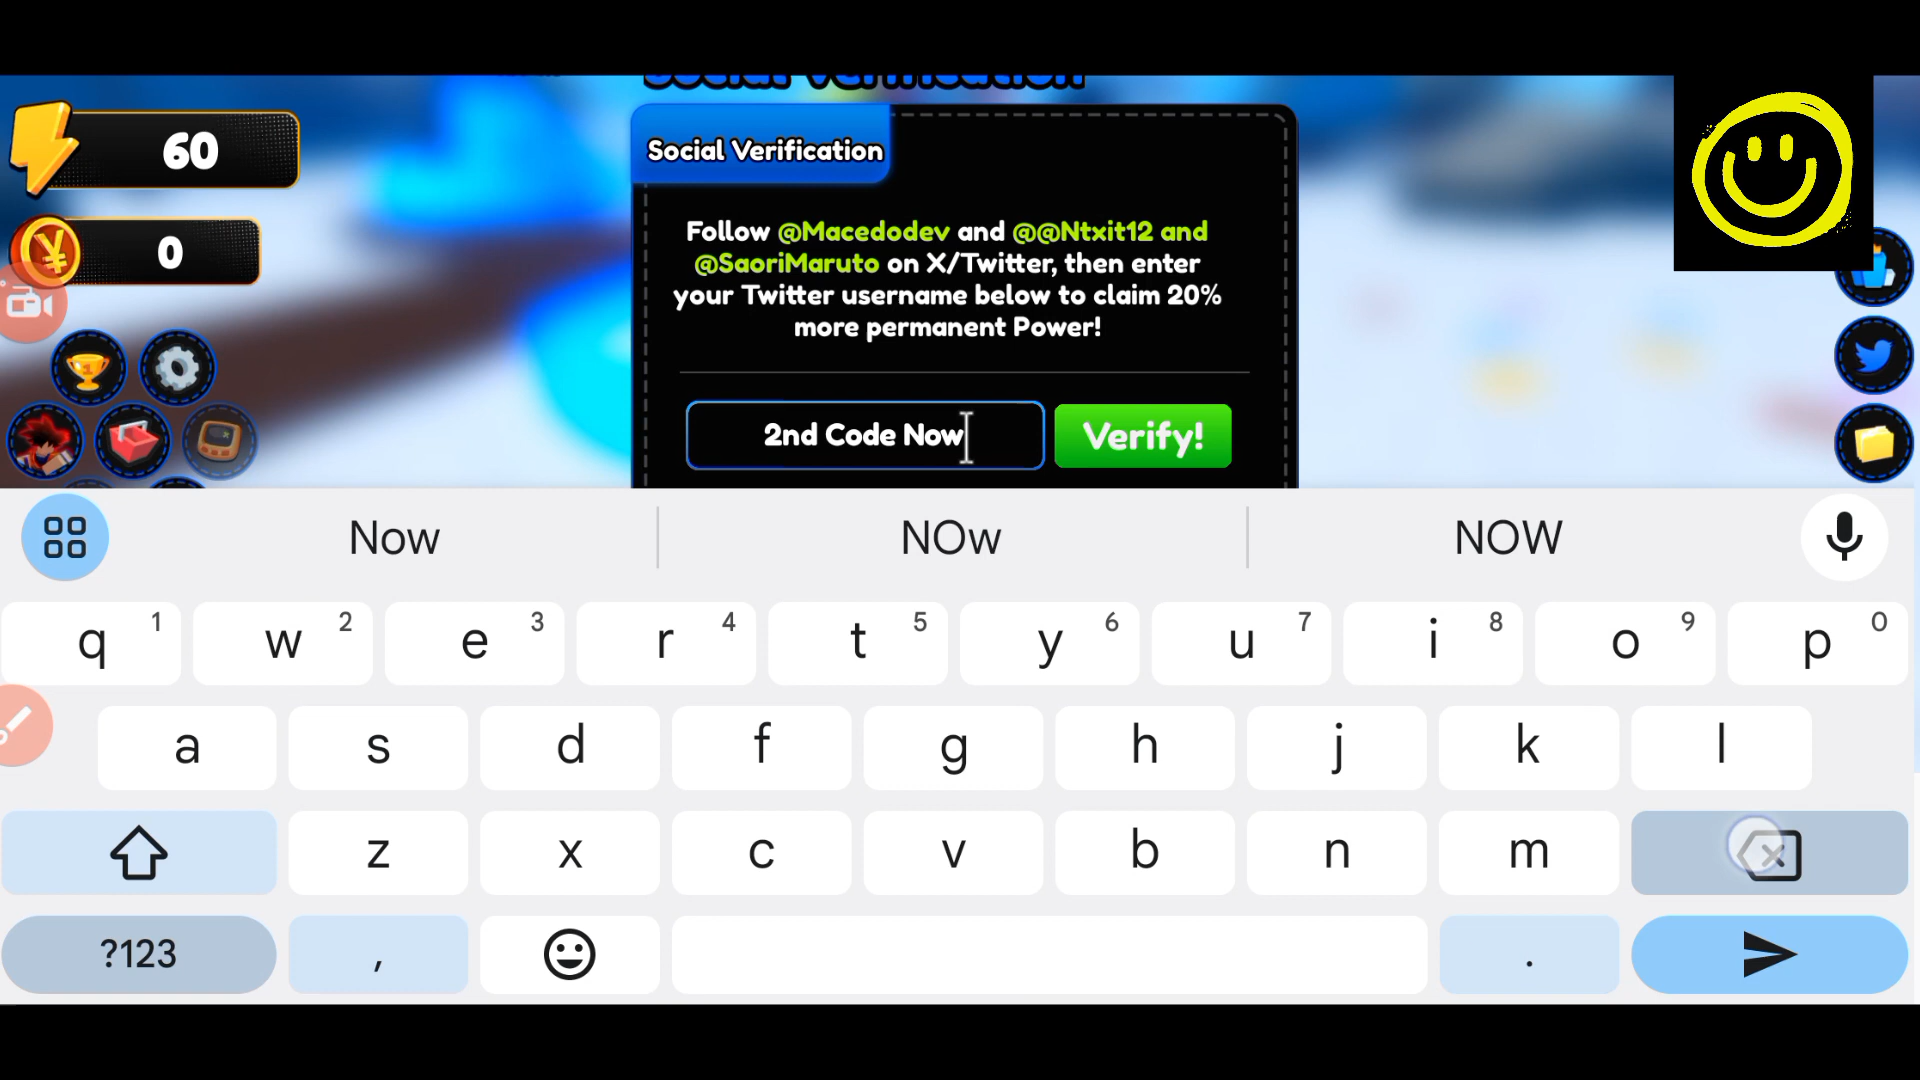 Social Verification
60
Social Verification
0
Follow @Macedodev and @@Ntxit12 and
@SaoriMaruto on X/Twitter, then enter
your Twitter username below to claim 20%
more permanent Power!
2nd Code Now
Verify!
Now NOw NOW
q 1 w 2 e 3 r 4 t 5 y 6 u 7 i 8 o 9 p 0
a s d f g h j k l
z x c v b n m
?123 , .